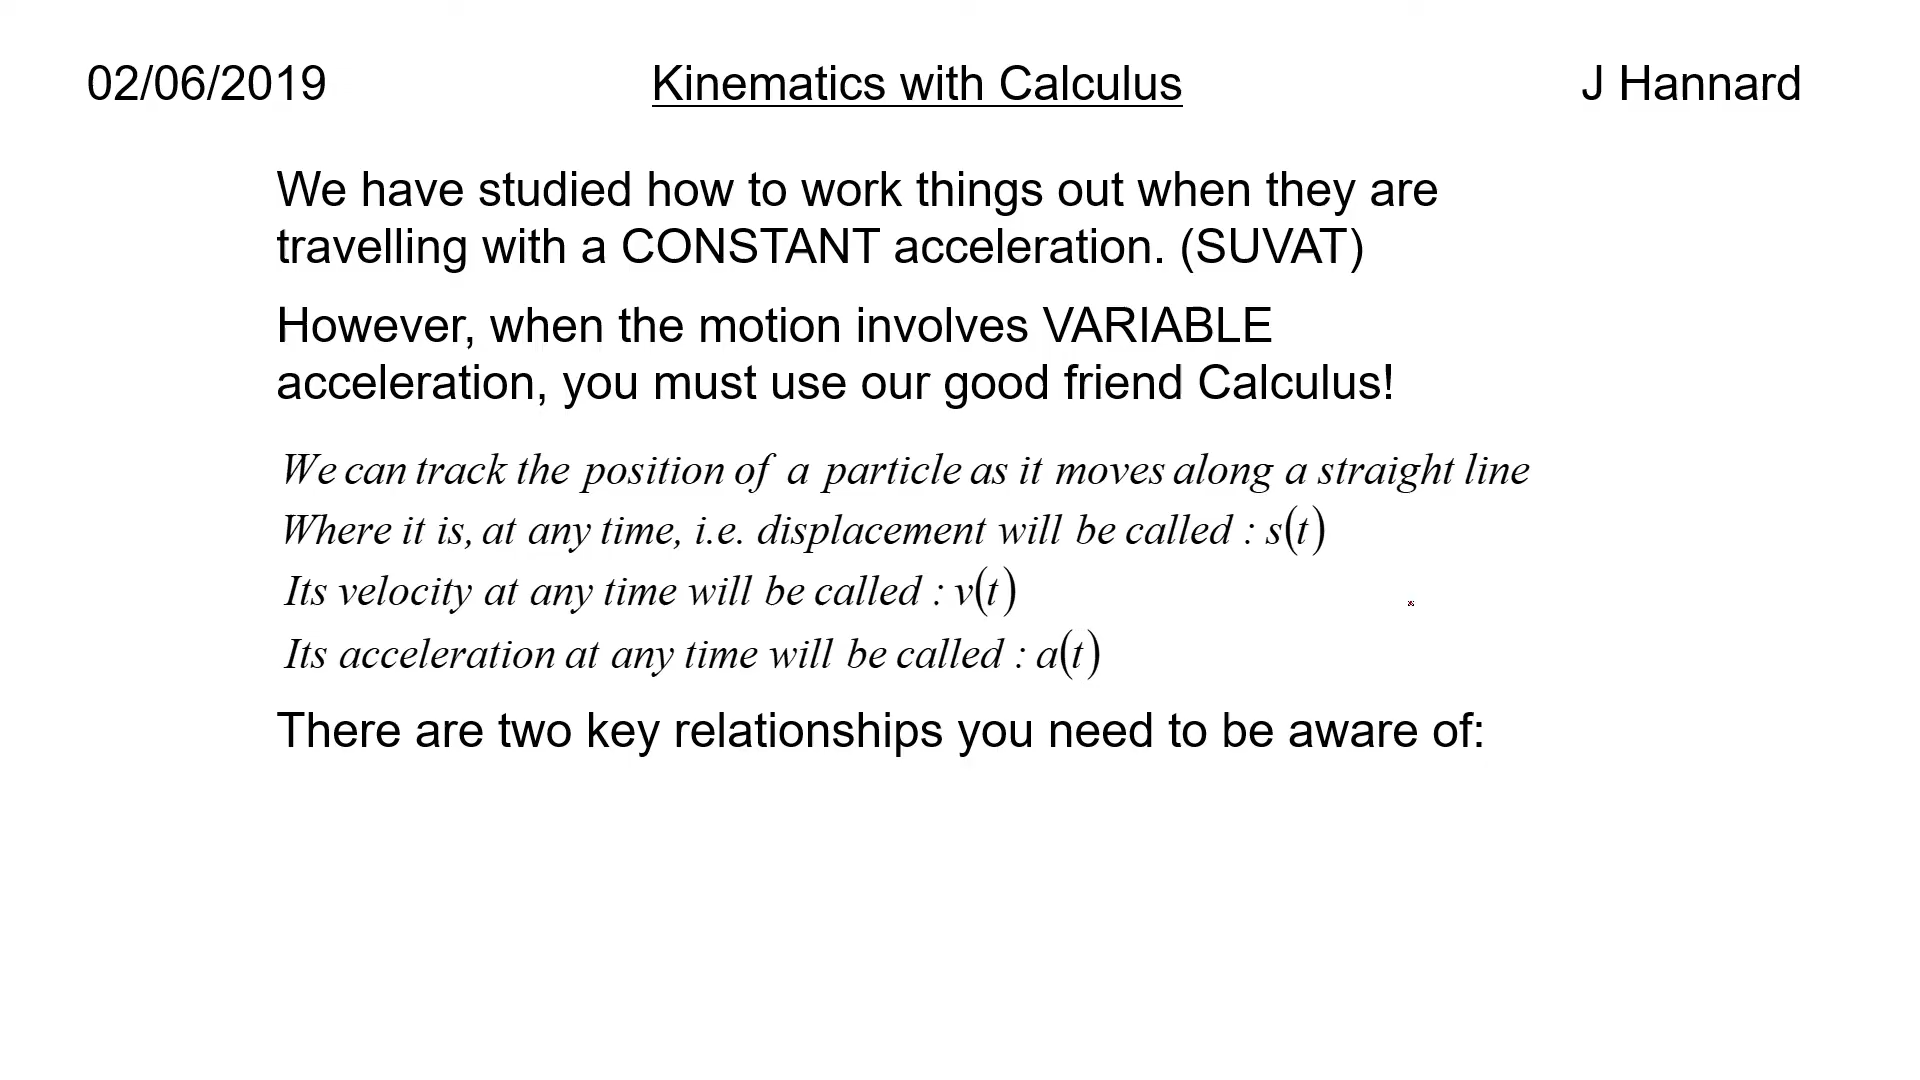 02/06/2019 Kinematics with Calculus J Hannard
We have studied how to work things out when they are
travelling with a CONSTANT acceleration. (SUVAT)
However, when the motion involves VARIABLE
acceleration, you must use our good friend Calculus!
We can track the position of a particle as it moves along a straight line
Where it is, at any time, i.e. displacement will be called : s(t)
Its velocity at any time will be called : v(t)
Its acceleration at any time will be called : a(t)
There are two key relationships you need to be aware of: